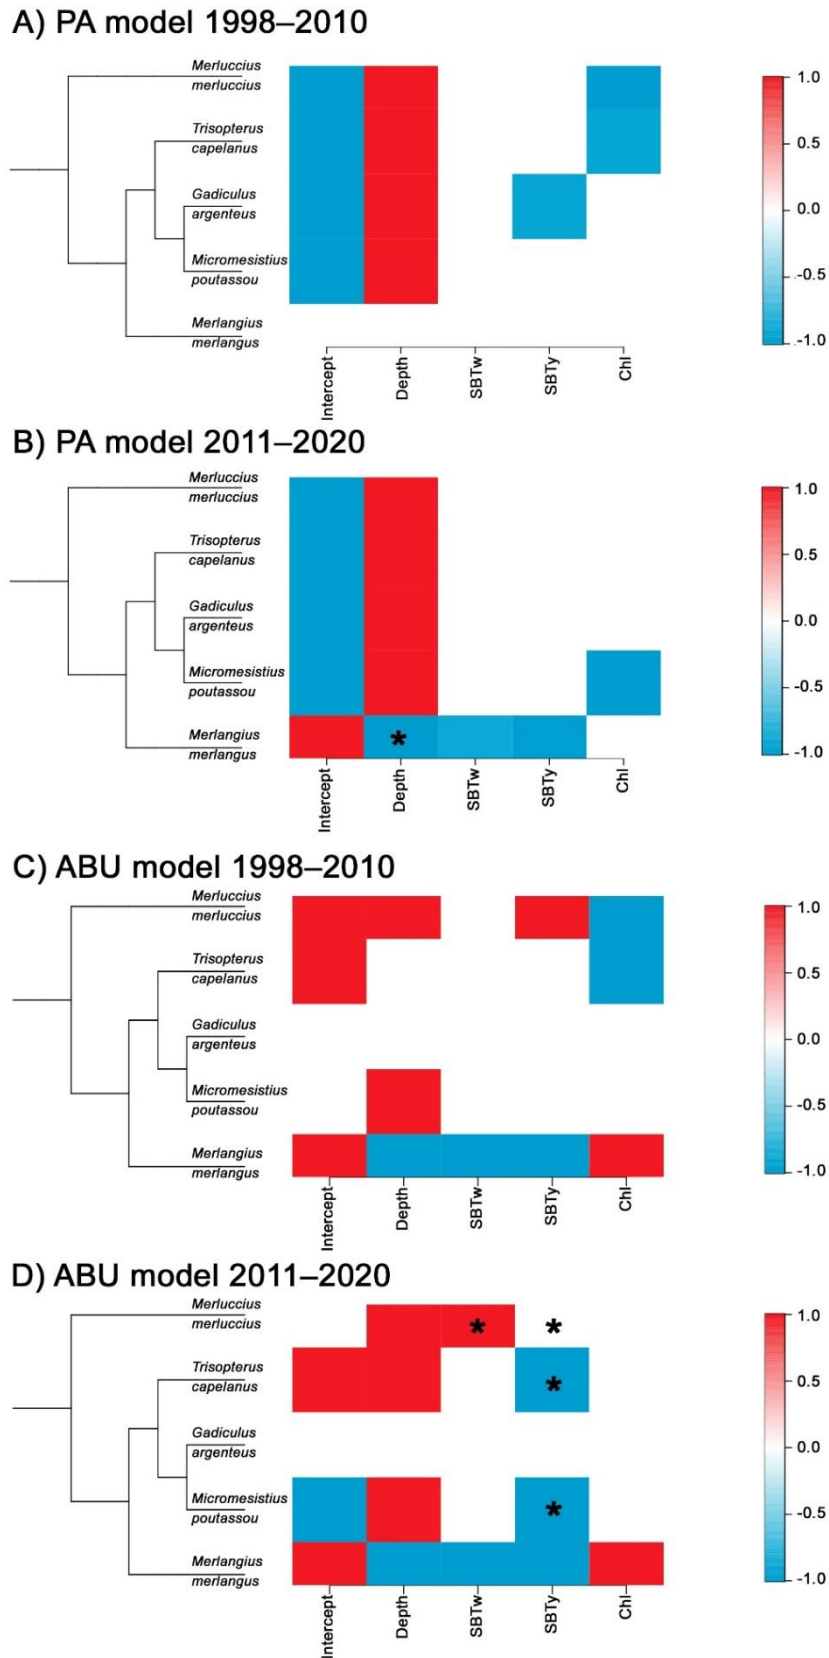 A) PA model 1998–2010
Merluccius
merluccius
Trisopterus
capelanus
Gadiculus
argenteus
Micromesistius
poutassou
Merlangius
merlangus
Intercept
Depth
SBTw
SBTy
Chl
1.0
0.5
0.0
-0.5
-1.0
B) PA model 2011–2020
Merluccius
merluccius
Trisopterus
capelanus
Gadiculus
argenteus
Micromesistius
poutassou
Merlangius
merlangus
*
Intercept
Depth
SBTw
SBTy
Chl
1.0
0.5
0.0
-0.5
-1.0
C) ABU model 1998–2010
Merluccius
merluccius
Trisopterus
capelanus
Gadiculus
argenteus
Micromesistius
poutassou
Merlangius
merlangus
Intercept
Depth
SBTw
SBTy
Chl
1.0
0.5
0.0
-0.5
-1.0
D) ABU model 2011–2020
Merluccius
merluccius
* *
Trisopterus
capelanus
*
Gadiculus
argenteus
Micromesistius
poutassou
*
Merlangius
merlangus
Intercept
Depth
SBTw
SBTy
Chl
1.0
0.5
0.0
-0.5
-1.0